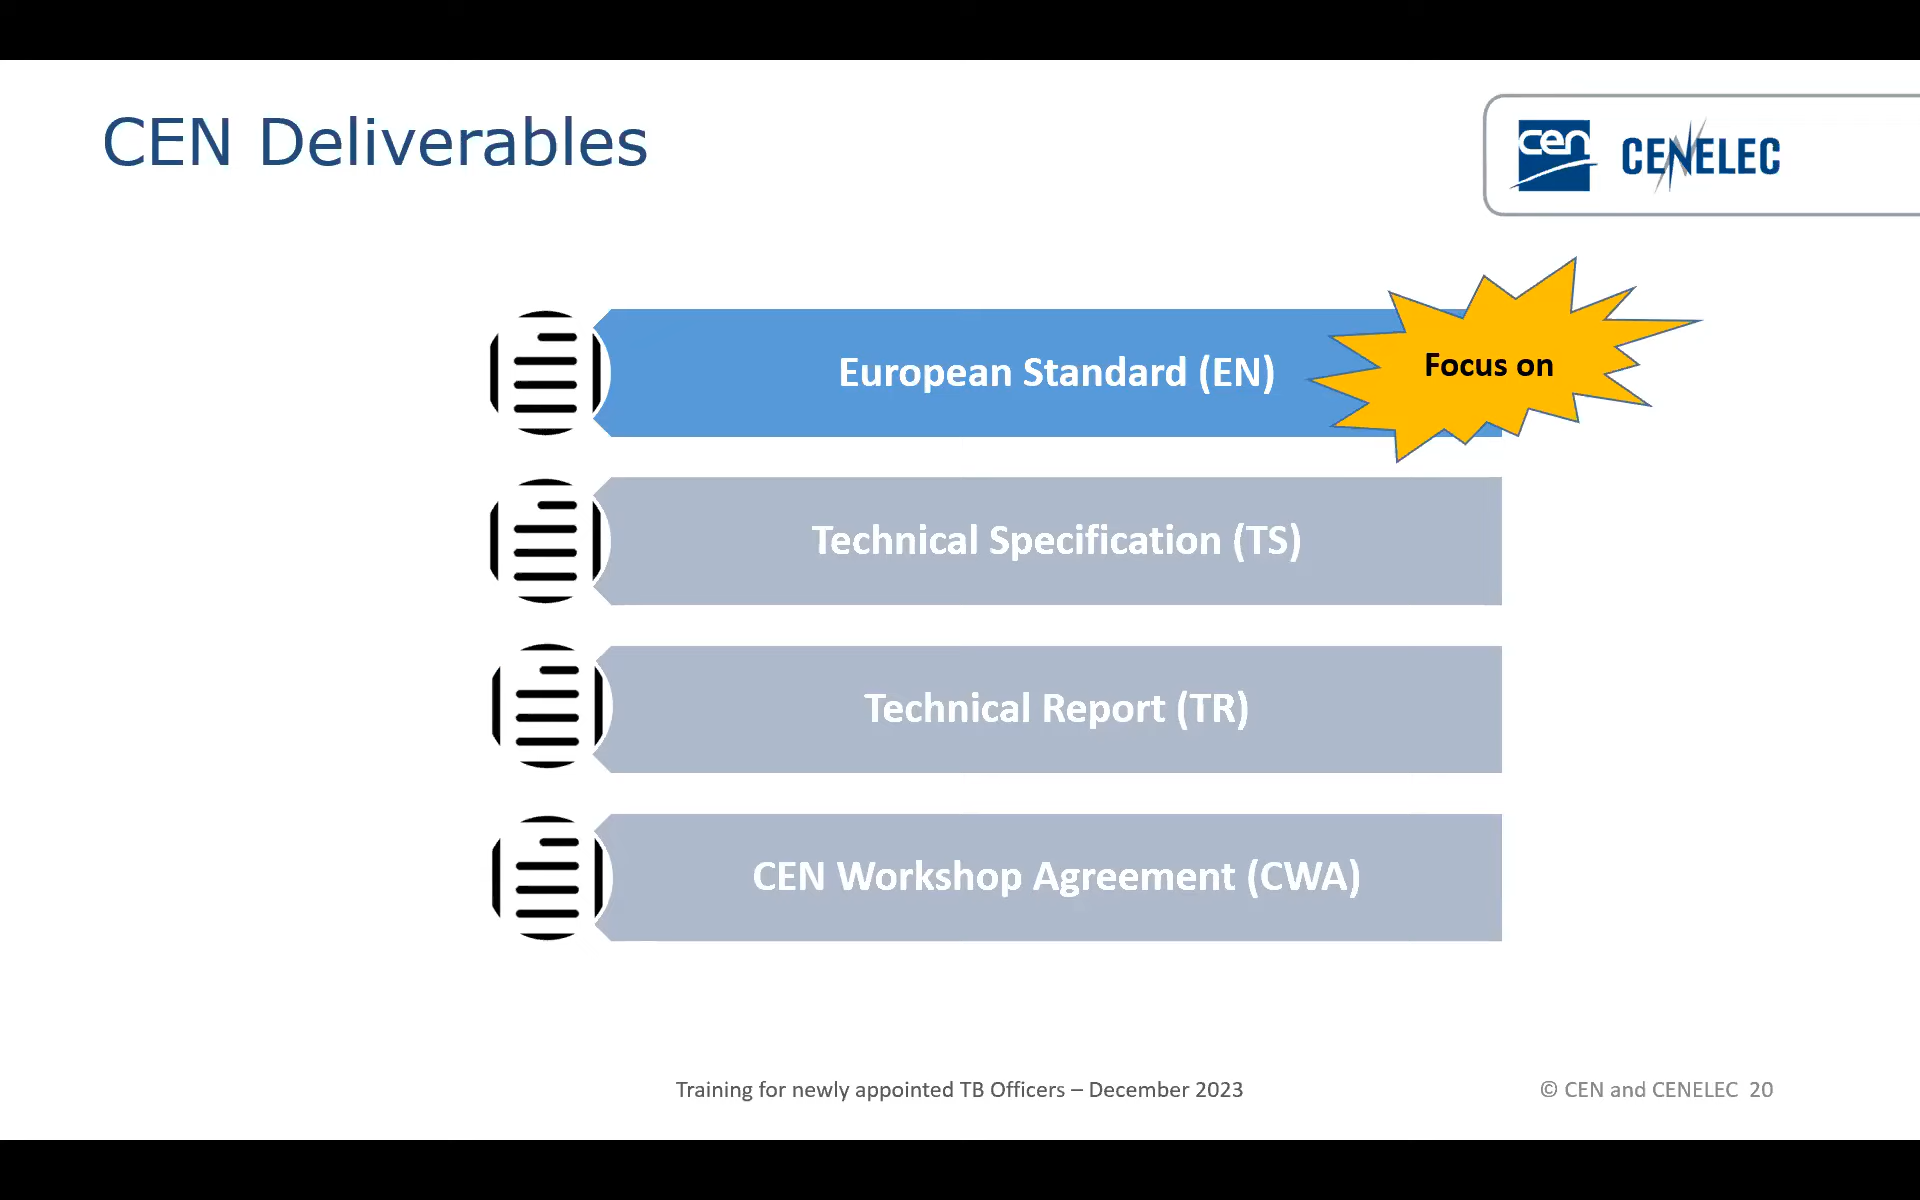 CEN Deliverables
cen CENELEC
European Standard (EN)
Focus on
Technical Specification (TS)
Technical Report (TR)
CEN Workshop Agreement (CWA)
Training for newly appointed TB Officers – December 2023
© CEN and CENELEC 20